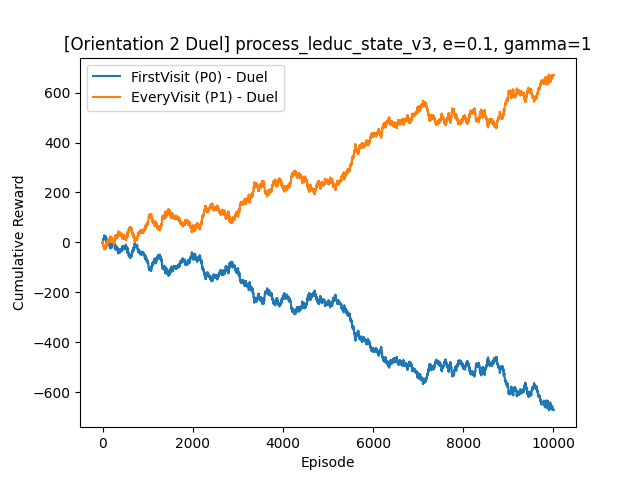 [Orientation 2 Duel] process_leduc_state_v3, e=0.1, gamma=1
FirstVisit (P0) - Duel
EveryVisit (P1) - Duel
600
400
200
0
−200
−400
−600
Cumulative Reward
0
2000
4000
6000
8000
10000
Episode